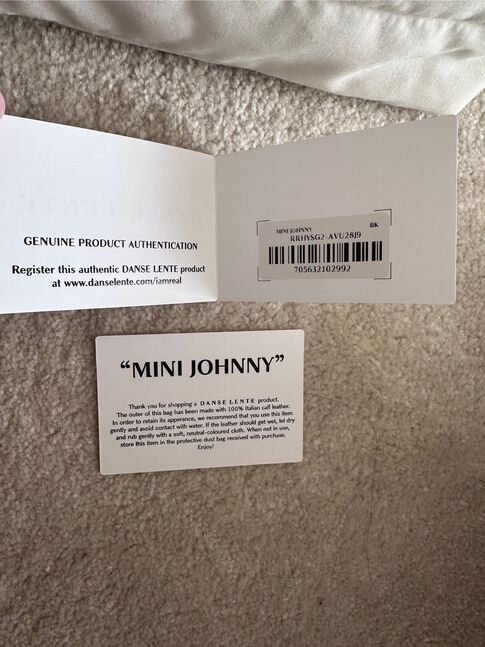 GENUINE PRODUCT AUTHENTICATION
Register this authentic DANSE LENTE product
at www.danselente.com/iamreal
MINI JOHNNY BK
RRHYSG2-AVU28J9
705632102992
“MINI JOHNNY”
Thank you for shopping a DANSE LENTE product.
The outer of this bag has been made with 100% Italian calf leather.
In order to retain its apperance, we recommend that you use this item
gently and avoid contact with water. If the leather should get wet, let dry
and rub gently with a soft, neutral-coloured cloth. When not in use,
store this item in the protective dust bag received with purchase.
Enjoy!